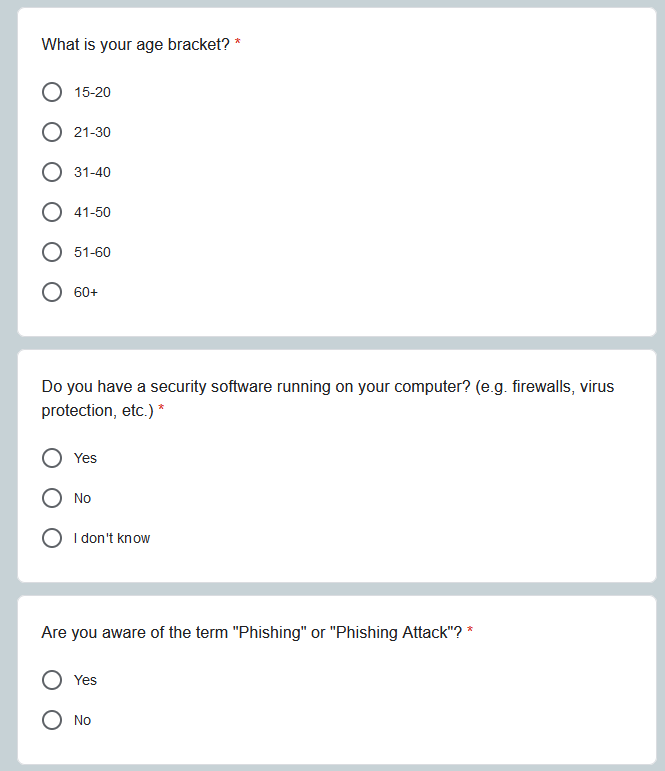 What is your age bracket? *
15-20
21-30
31-40
41-50
51-60
60+
Do you have a security software running on your computer? (e.g. firewalls, virus
protection, etc.) *
Yes
No
I don't know
Are you aware of the term "Phishing" or "Phishing Attack"? *
Yes
No